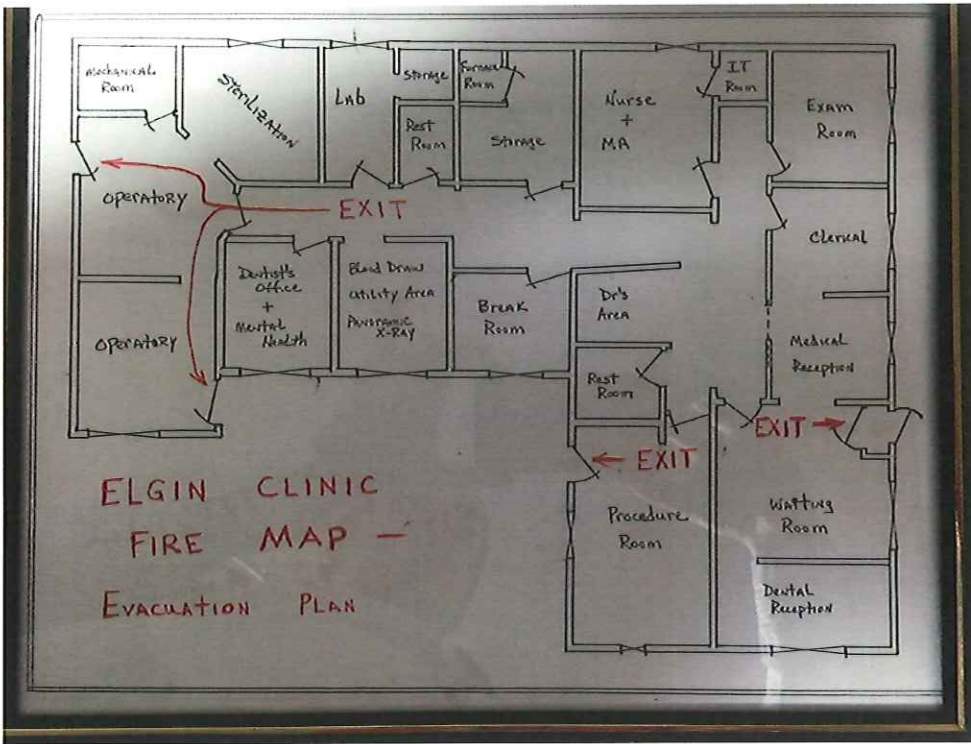 Mechanical
Room
Sterilization
Lab
Storage
Furnace
Room
Rest
Room
Storage
Nurse
+
MA
IT
Room
Exam
Room
Operatory
EXIT
Clerical
Dentist's
Office
+
Mental
Health
Blood Draw
Utility Area
Panoramic
X-Ray
Break
Room
Dr's
Area
Operatory
Rest
Room
Medical
Reception
EXIT
EXIT
ELGIN CLINIC
FIRE MAP —
EVACUATION PLAN
Procedure
Room
Waiting
Room
Dental
Reception